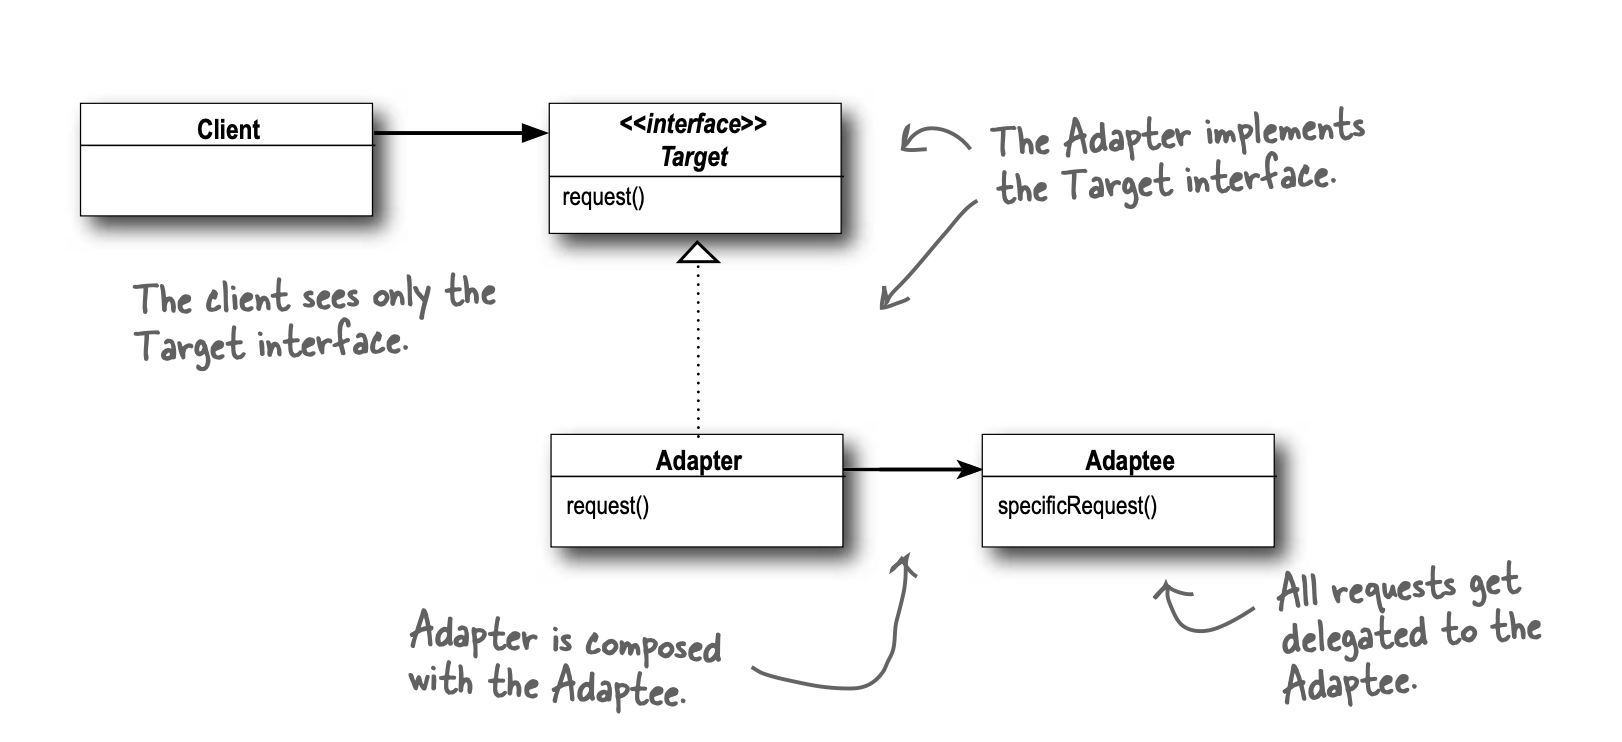 Client
<<interface>>
Target
request()
The Adapter implements
the Target interface.
The client sees only the
Target interface.
Adapter
request()
Adaptee
specificRequest()
Adapter is composed
with the Adaptee.
All requests get
delegated to the
Adaptee.